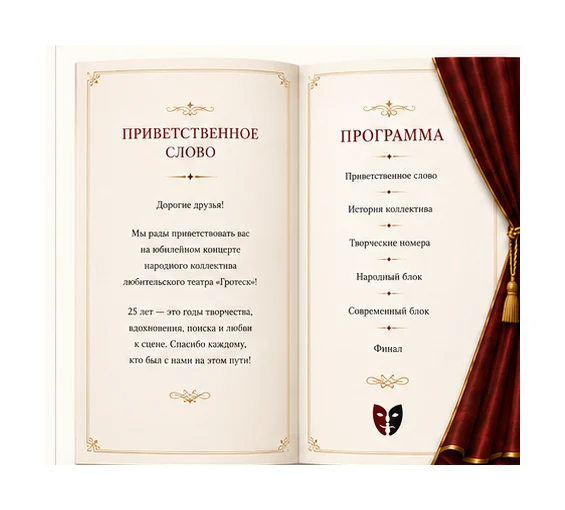 ПРИВЕТСТВЕННОЕ
СЛОВО
Дорогие друзья!
Мы рады приветствовать вас
на юбилейном концерте
народного коллектива
любительского театра «Гротеск»!
25 лет — это годы творчества,
вдохновения, поиска и любви
к сцене. Спасибо каждому,
кто был с нами на этом пути!
ПРОГРАММА
Приветственное слово
История коллектива
Творческие номера
Народный блок
Современный блок
Финал